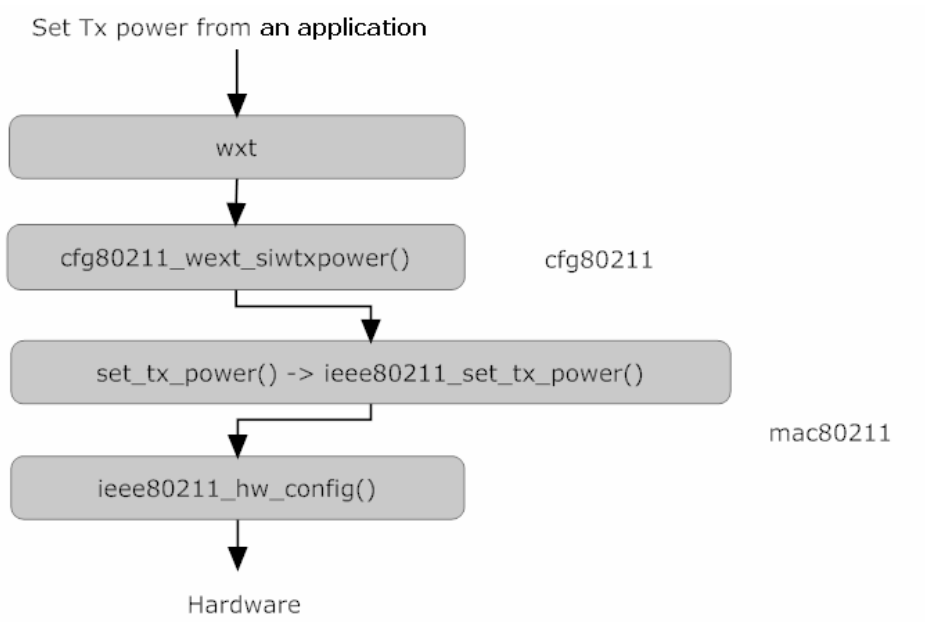 Set Tx power from an application
wxt
cfg80211_wext_siwtxpower()
cfg80211
set_tx_power() -> ieee80211_set_tx_power()
mac80211
ieee80211_hw_config()
Hardware